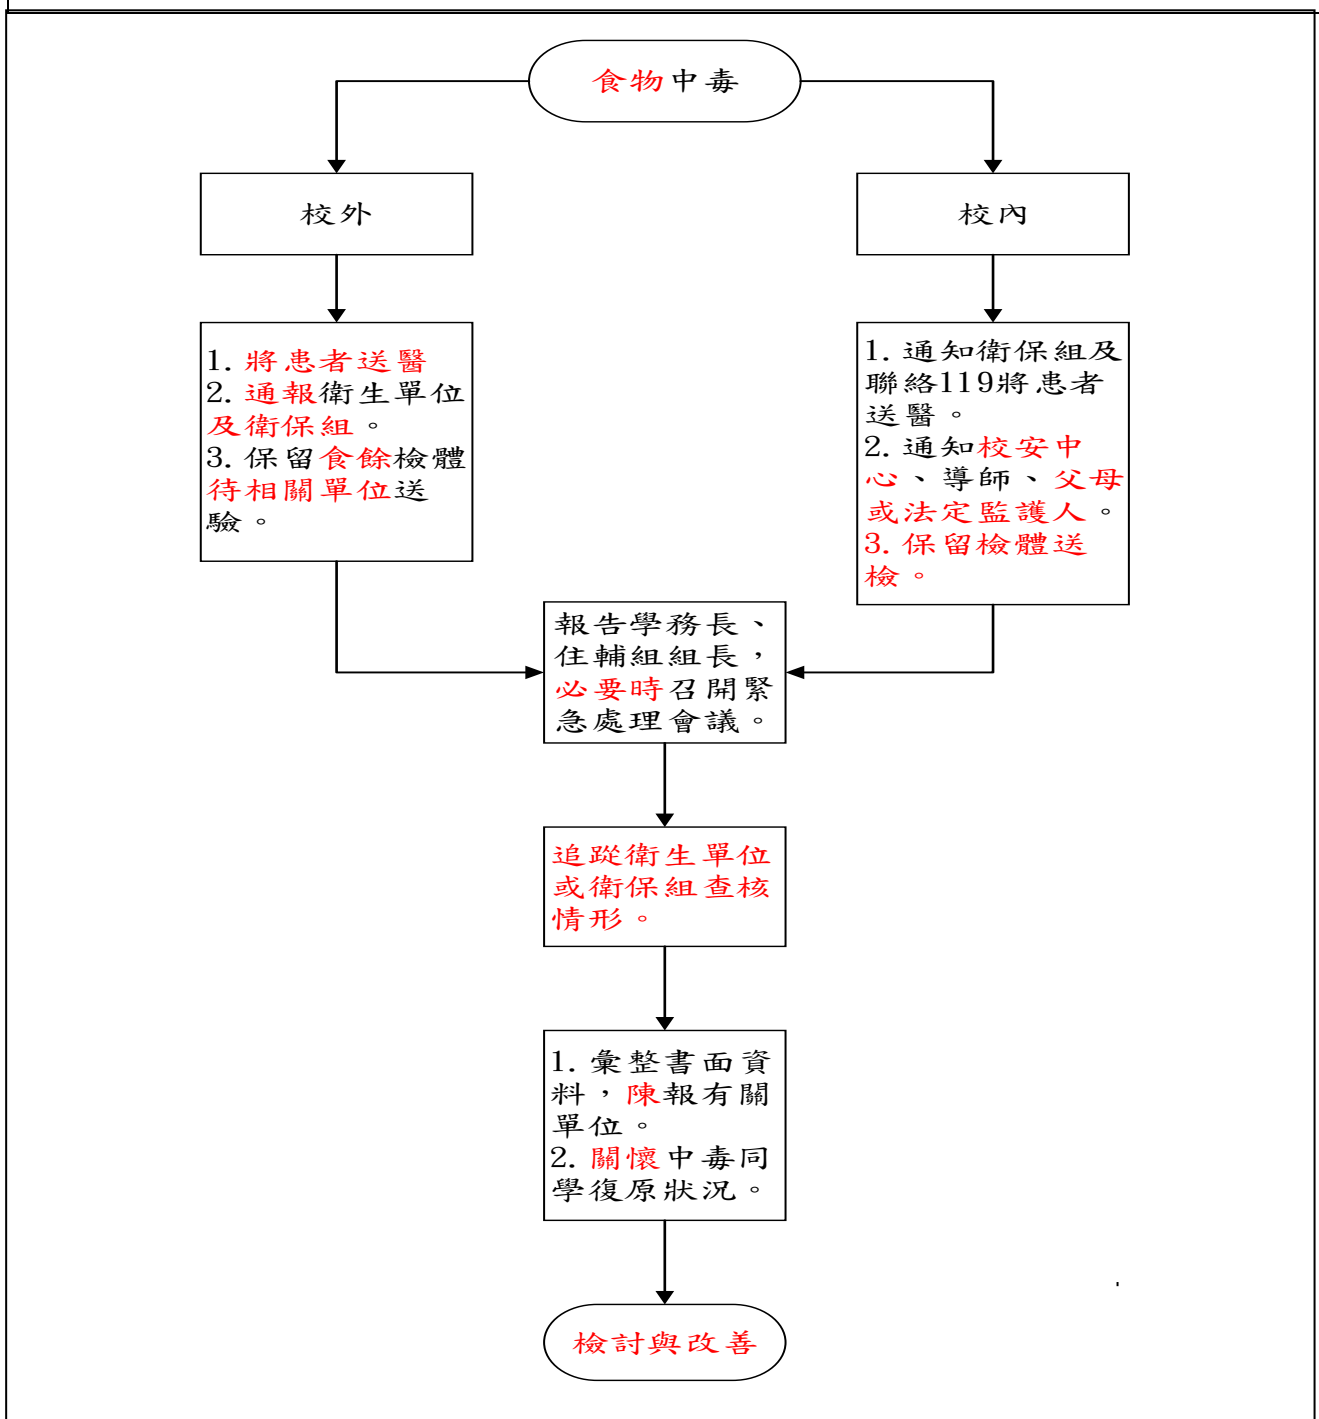 食物中毒
校外
校內
1. 將患者送醫
2. 通報衛生單位
及衛保組。
3. 保留食餘檢體
待相關單位送
驗。
1. 通知衛保組及
聯絡119將患者
送醫。
2. 通知校安中
心、導師、父母
或法定監護人。
3. 保留檢體送
檢。
報告學務長、
住輔組組長，
必要時召開緊
急處理會議。
追蹤衛生單位
或衛保組查核
情形。
1. 彙整書面資
料，陳報有關
單位。
2. 關懷中毒同
學復原狀況。
檢討與改善